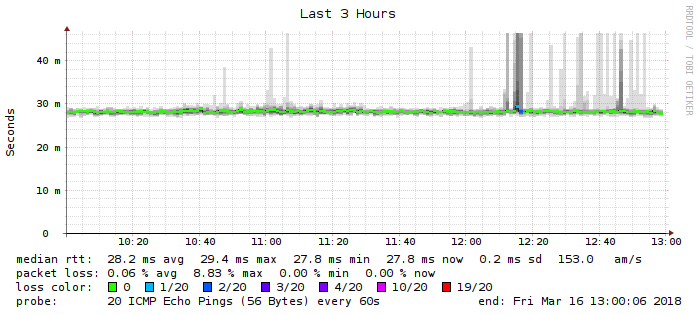 Last 3 Hours
RRDTOOL / TOBI OETIKER
Seconds
40 m
30 m
20 m
10 m
0
10:20 10:40 11:00 11:20 11:40 12:00 12:20 12:40 13:00
median rtt: 28.2 ms avg 29.4 ms max 27.8 ms min 27.8 ms now 0.2 ms sd 153.0 am/s
packet loss: 0.06 % avg 8.83 % max 0.00 % min 0.00 % now
loss color: 0 1/20 2/20 3/20 4/20 10/20 19/20
probe: 20 ICMP Echo Pings (56 Bytes) every 60s end: Fri Mar 16 13:00:06 2018